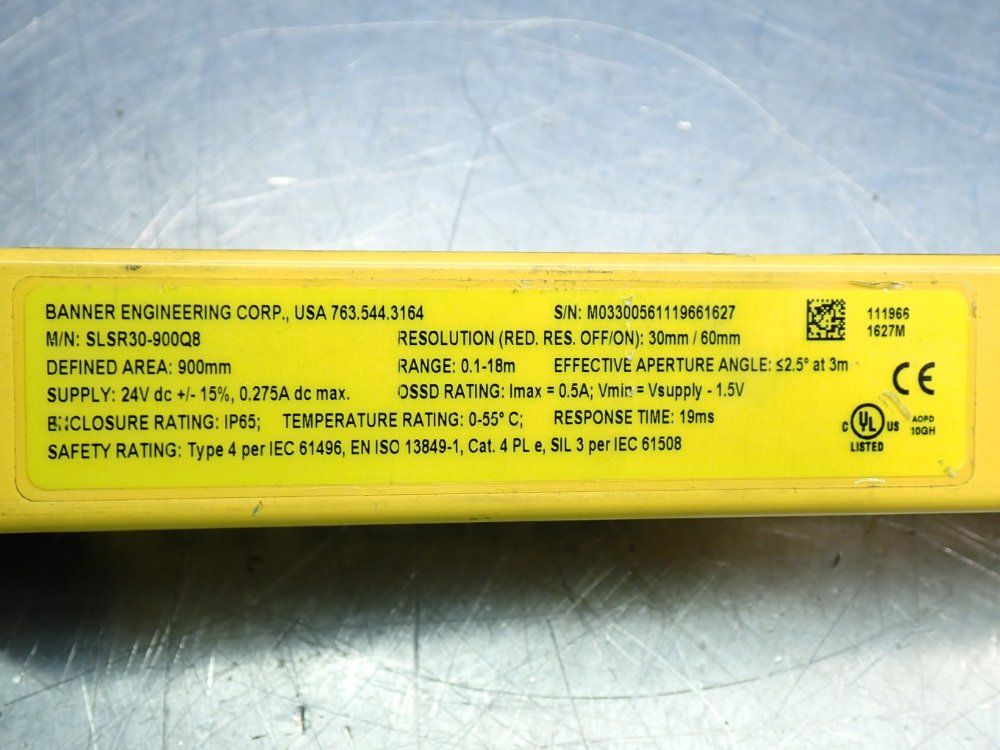 BANNER ENGINEERING CORP., USA 763.544.3164 S/N: M03300561119661627 111966
M/N: SLSR30-900Q8 RESOLUTION (RED. RES. OFF/ON): 30mm / 60mm 1627M
DEFINED AREA: 900mm RANGE: 0.1-18m EFFECTIVE APERTURE ANGLE: ≤2.5° at 3m
SUPPLY: 24V dc +/- 15%, 0.275A dc max. OSSD RATING: Imax = 0.5A; Vmin = Vsupply - 1.5V CE
ENCLOSURE RATING: IP65; TEMPERATURE RATING: 0-55° C; RESPONSE TIME: 19ms
C UL US AOPD
10GH
LISTED
SAFETY RATING: Type 4 per IEC 61496, EN ISO 13849-1, Cat. 4 PL e, SIL 3 per IEC 61508